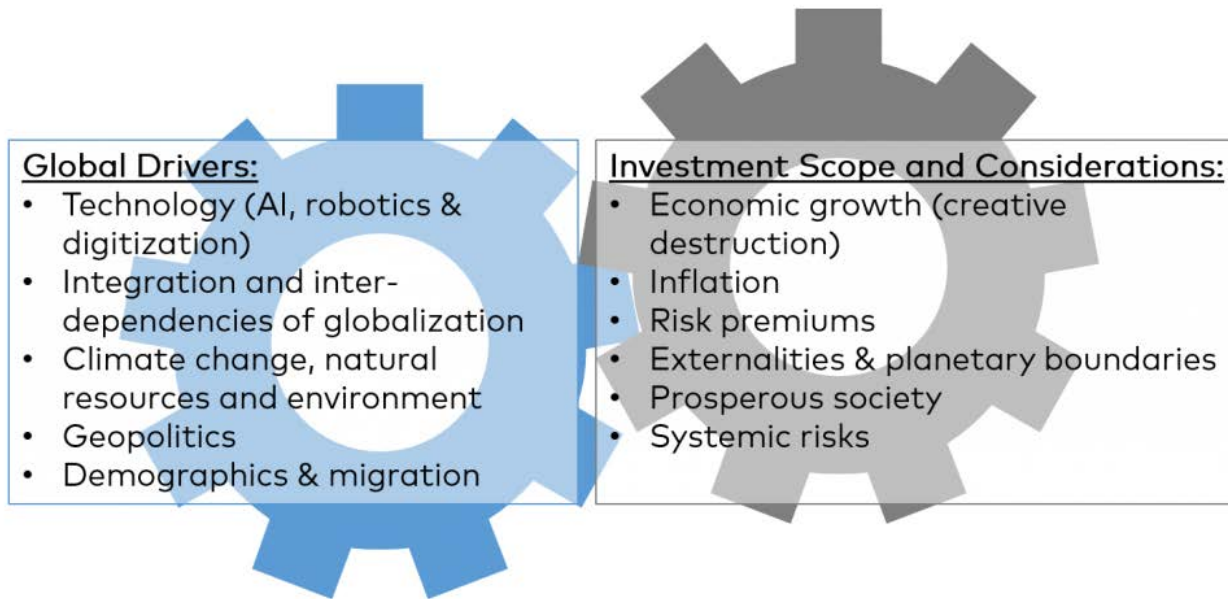 Global Drivers:
• Technology (AI, robotics &
digitization)
• Integration and inter-
dependencies of globalization
• Climate change, natural
resources and environment
• Geopolitics
• Demographics & migration
Investment Scope and Considerations:
• Economic growth (creative
destruction)
• Inflation
• Risk premiums
• Externalities & planetary boundaries
• Prosperous society
• Systemic risks